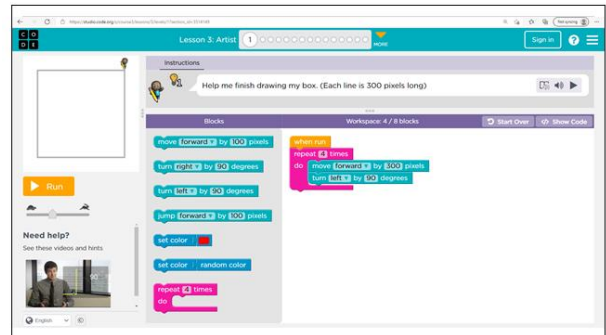 CODE
Lesson 3: Artist
1
MORE
Sign in
?
Instructions
Help me finish drawing my box. (Each line is 300 pixels long)
Blocks
Workspace: 4 / 8 blocks
Start Over
</> Show Code
Run
Need help?
See these videos and hints
English
move forward by 100 pixels
turn right by 90 degrees
turn left by 90 degrees
jump forward by 100 pixels
set color
set color random color
repeat 4 times
do
when run
repeat 4 times
do move forward by 300 pixels
turn left by 90 degrees